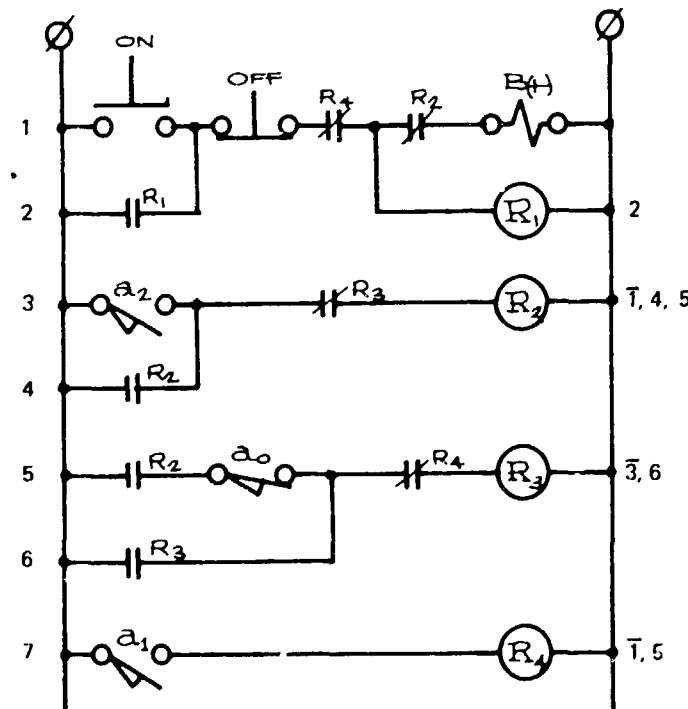 ON
OFF
1 R4 R2 B(+)
2 R1 R1 2
3 a2 R3 R2 1̅, 4, 5
4 R2
5 R2 a0 R4 R3 3̅, 6
6 R3
7 a1 R4 1̅, 5